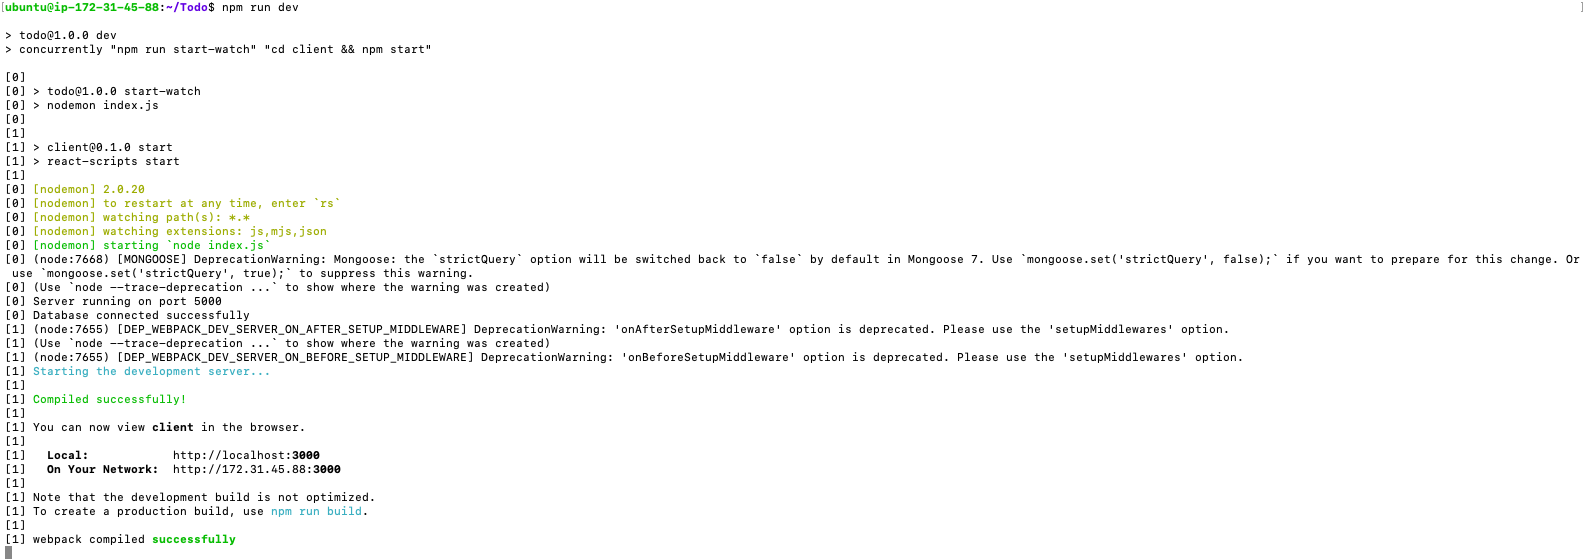 [ubuntu@ip-172-31-45-88:~/Todo$ npm run dev ]
> todo@1.0.0 dev
> concurrently "npm run start-watch" "cd client && npm start"
[0]
[0] > todo@1.0.0 start-watch
[0] > nodemon index.js
[0]
[1]
[1] > client@0.1.0 start
[1] > react-scripts start
[1]
[0] [nodemon] 2.0.20
[0] [nodemon] to restart at any time, enter `rs`
[0] [nodemon] watching path(s): *.*
[0] [nodemon] watching extensions: js,mjs,json
[0] [nodemon] starting `node index.js`
[0] (node:7668) [MONGOOSE] DeprecationWarning: Mongoose: the `strictQuery` option will be switched back to `false` by default in Mongoose 7. Use `mongoose.set('strictQuery', false);` if you want to prepare for this change. Or
use `mongoose.set('strictQuery', true);` to suppress this warning.
[0] (Use `node --trace-deprecation ...` to show where the warning was created)
[0] Server running on port 5000
[0] Database connected successfully
[1] (node:7655) [DEP_WEBPACK_DEV_SERVER_ON_AFTER_SETUP_MIDDLEWARE] DeprecationWarning: 'onAfterSetupMiddleware' option is deprecated. Please use the 'setupMiddlewares' option.
[1] (Use `node --trace-deprecation ...` to show where the warning was created)
[1] (node:7655) [DEP_WEBPACK_DEV_SERVER_ON_BEFORE_SETUP_MIDDLEWARE] DeprecationWarning: 'onBeforeSetupMiddleware' option is deprecated. Please use the 'setupMiddlewares' option.
[1] Starting the development server...
[1]
[1] Compiled successfully!
[1]
[1] You can now view client in the browser.
[1]
[1]   Local:            http://localhost:3000
[1]   On Your Network:  http://172.31.45.88:3000
[1]
[1] Note that the development build is not optimized.
[1] To create a production build, use npm run build.
[1]
[1] webpack compiled successfully